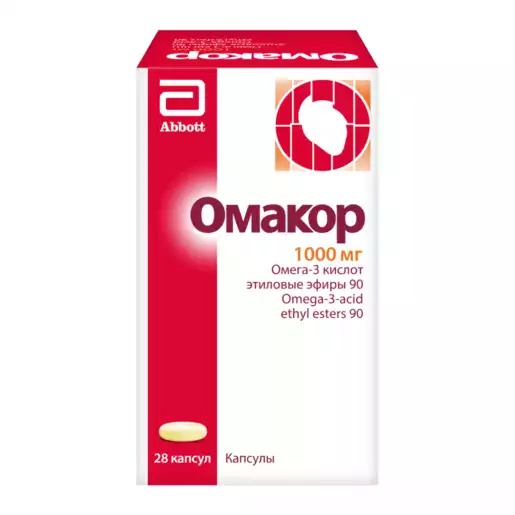 Омакор
Abbott
Омакор
1000 мг
Омега-3 кислот
этиловые эфиры 90
Omega-3-acid
ethyl esters 90
28 капсул
Капсулы